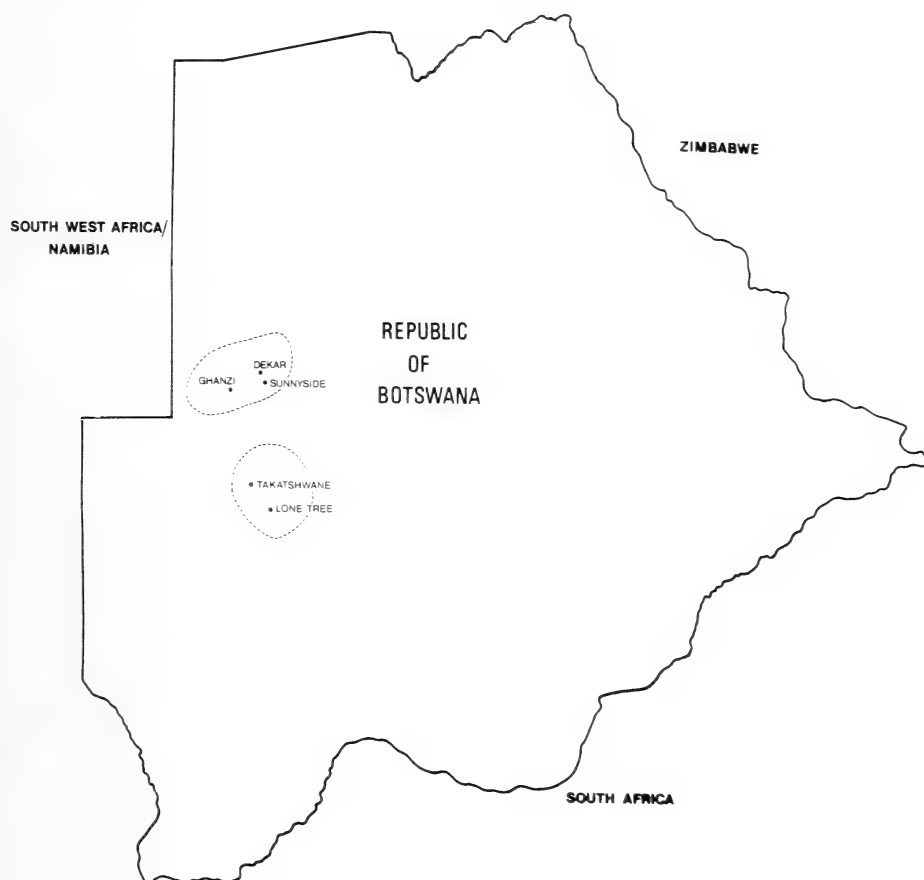 ZIMBABWE
SOUTH WEST AFRICA/
NAMIBIA
REPUBLIC
OF
BOTSWANA
DEKAR
GHANZI
SUNNYSIDE
TAKATSHWANE
LONE TREE
SOUTH AFRICA